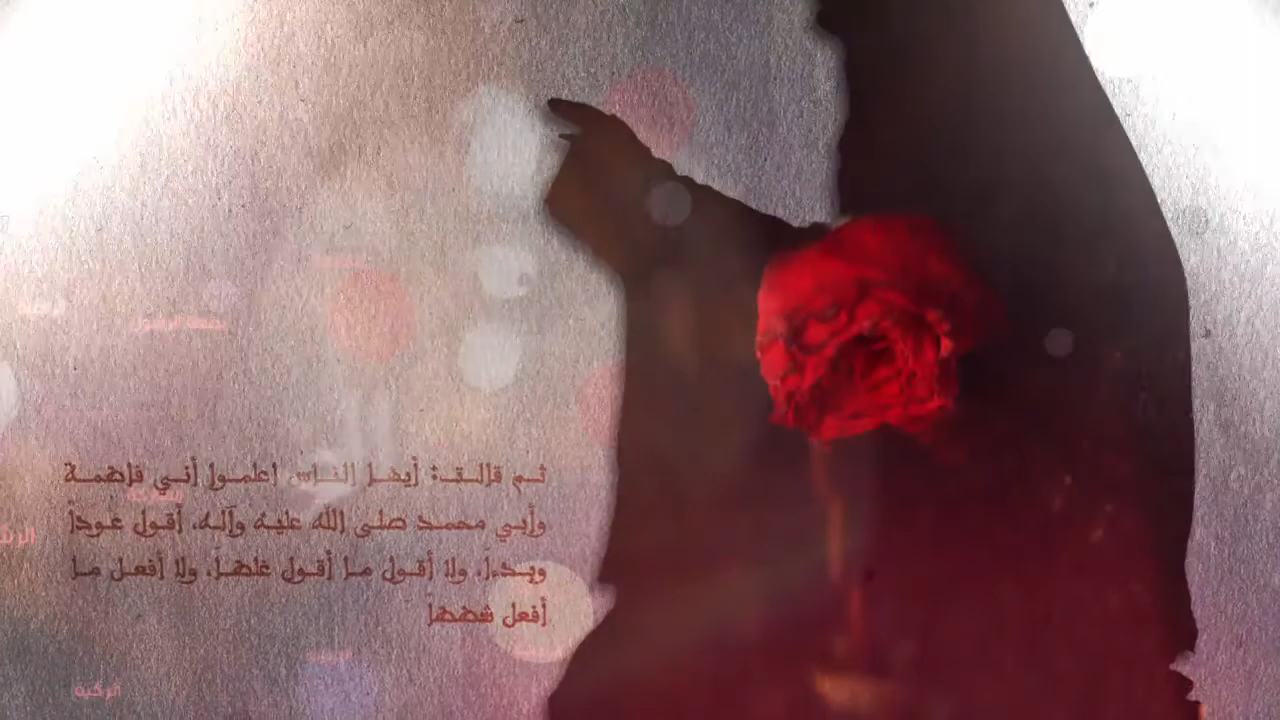 ثم قالت: أيها الناس اعلموا أني فاطمة
وأبي محمد صلى الله عليه وآله، أقول عوداً
وبدءاً، ولا أقول ما أقول غلطاً، ولا أفعل ما
أفعل شططاً
الزكية